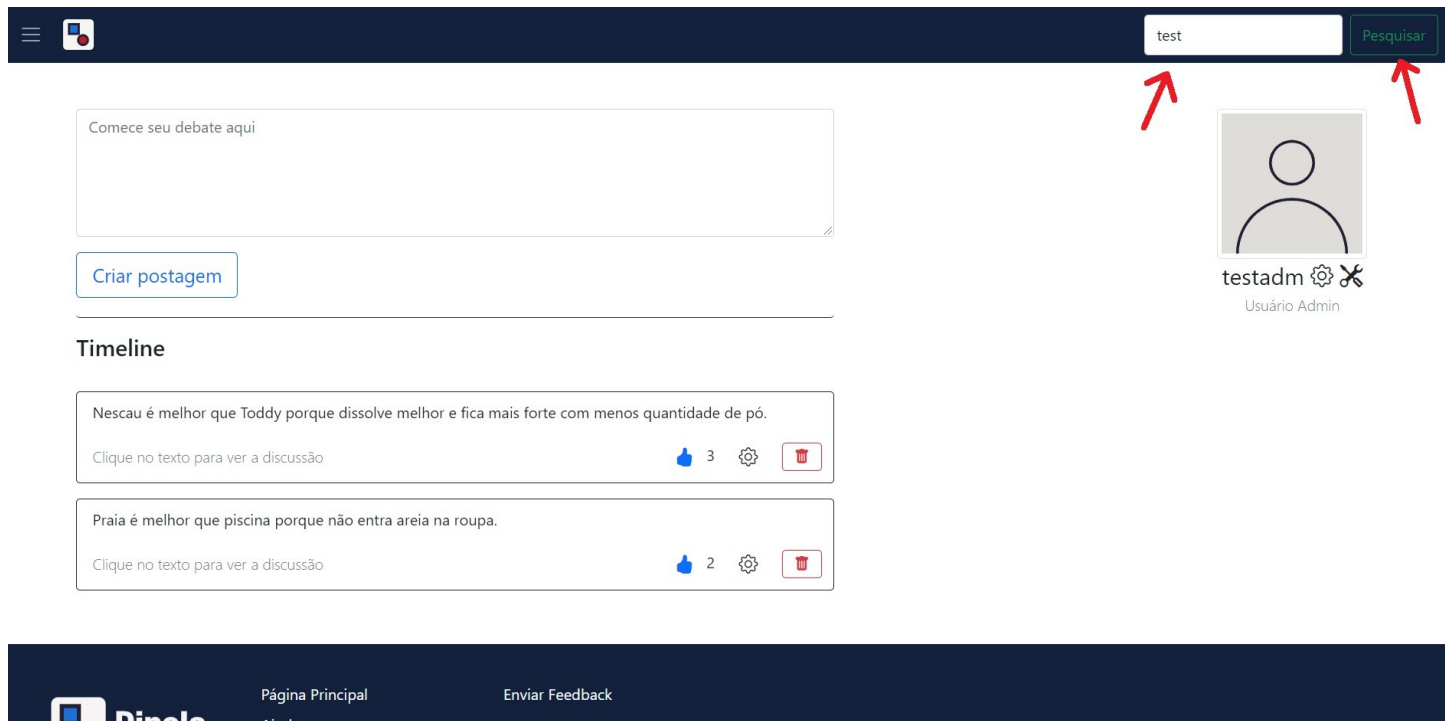 test
Pesquisar
Comece seu debate aqui
Criar postagem
testadm
Usuário Admin
Timeline
Nescau é melhor que Toddy porque dissolve melhor e fica mais forte com menos quantidade de pó.
Clique no texto para ver a discussão
3
Praia é melhor que piscina porque não entra areia na roupa.
Clique no texto para ver a discussão
2
Página Principal
Enviar Feedback